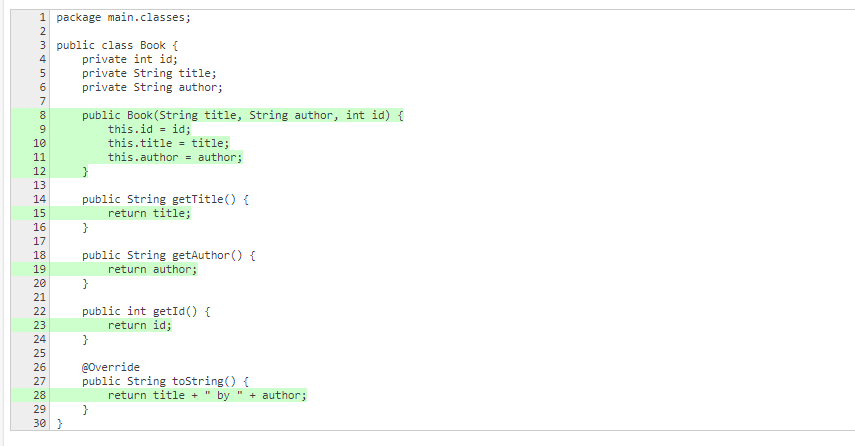 1 package main.classes;
2
3 public class Book {
4     private int id;
5     private String title;
6     private String author;
7
8     public Book(String title, String author, int id) {
9         this.id = id;
10         this.title = title;
11         this.author = author;
12     }
13
14     public String getTitle() {
15         return title;
16     }
17
18     public String getAuthor() {
19         return author;
20     }
21
22     public int getId() {
23         return id;
24     }
25
26     @Override
27     public String toString() {
28         return title + " by " + author;
29     }
30 }